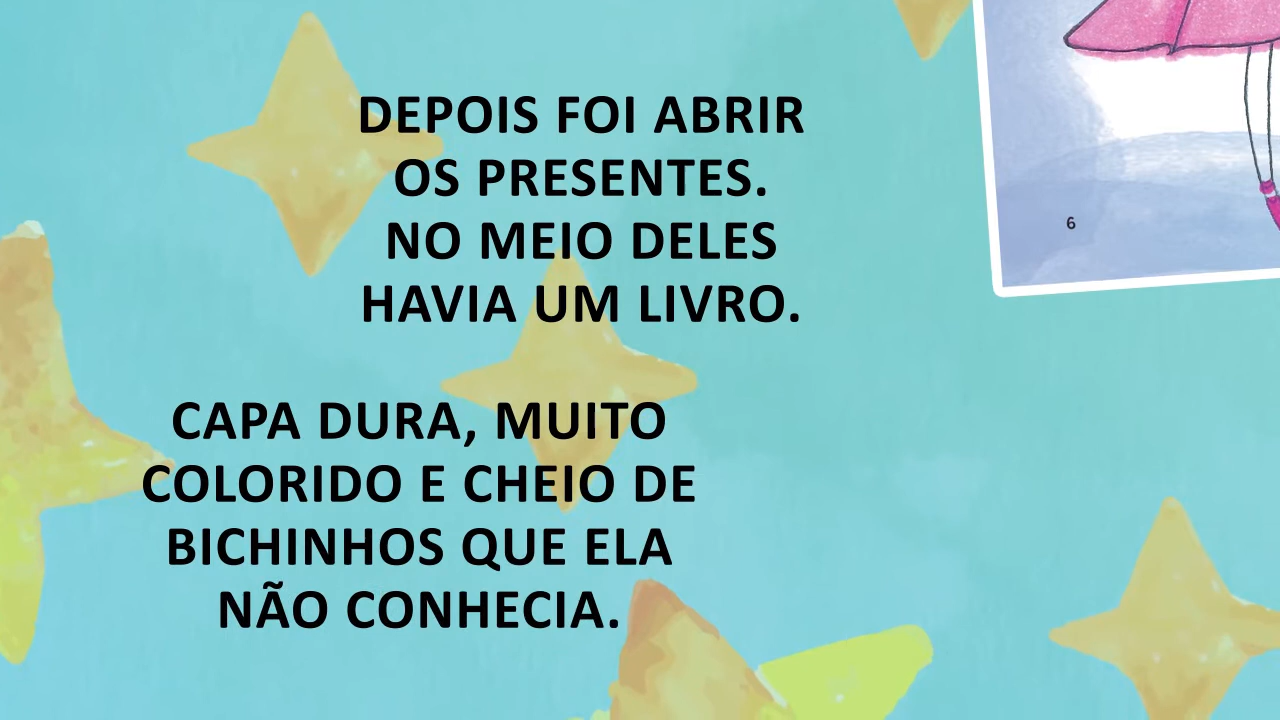 DEPOIS FOI ABRIR
OS PRESENTES.
NO MEIO DELES
HAVIA UM LIVRO.
CAPA DURA, MUITO
COLORIDO E CHEIO DE
BICHINHOS QUE ELA
NÃO CONHECIA.
6